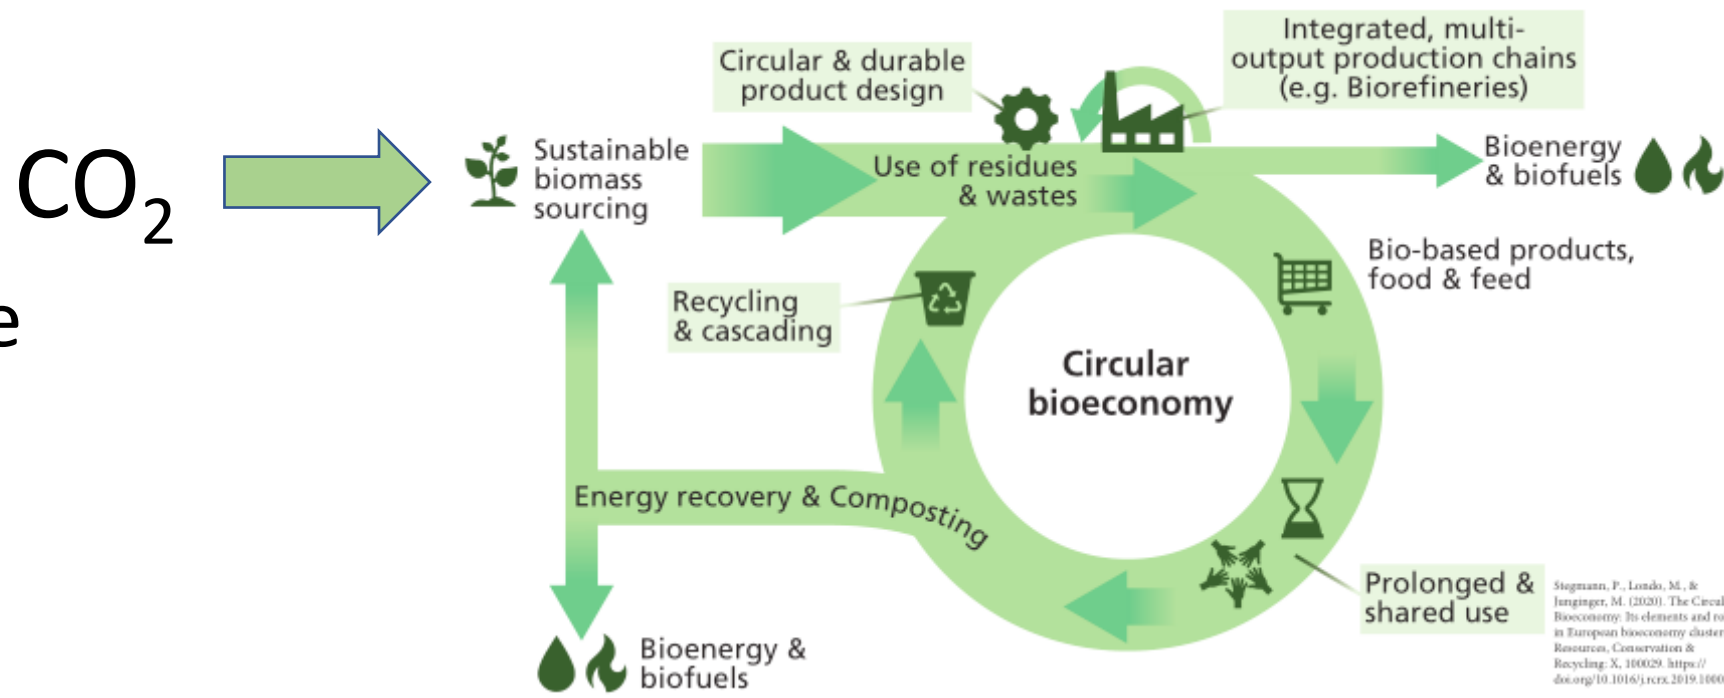 CO2
e
Circular & durable
product design
Integrated, multi-
output production chains
(e.g. Biorefineries)
Sustainable
biomass
sourcing
Use of residues
& wastes
Bioenergy
& biofuels
Bio-based products,
food & feed
Recycling
& cascading
Circular
bioeconomy
Energy recovery & Composting
Prolonged &
shared use
Bioenergy &
biofuels
Stegmann, P., Londo, M., &
Junginger, M. (2020). The Circul
Bioeconomy: Its elements and ro
in European bioeconomy cluster
Resources, Conservation &
Recycling: X, 100029. https://
doi.org/10.1016/j.rcrx.2019.1000